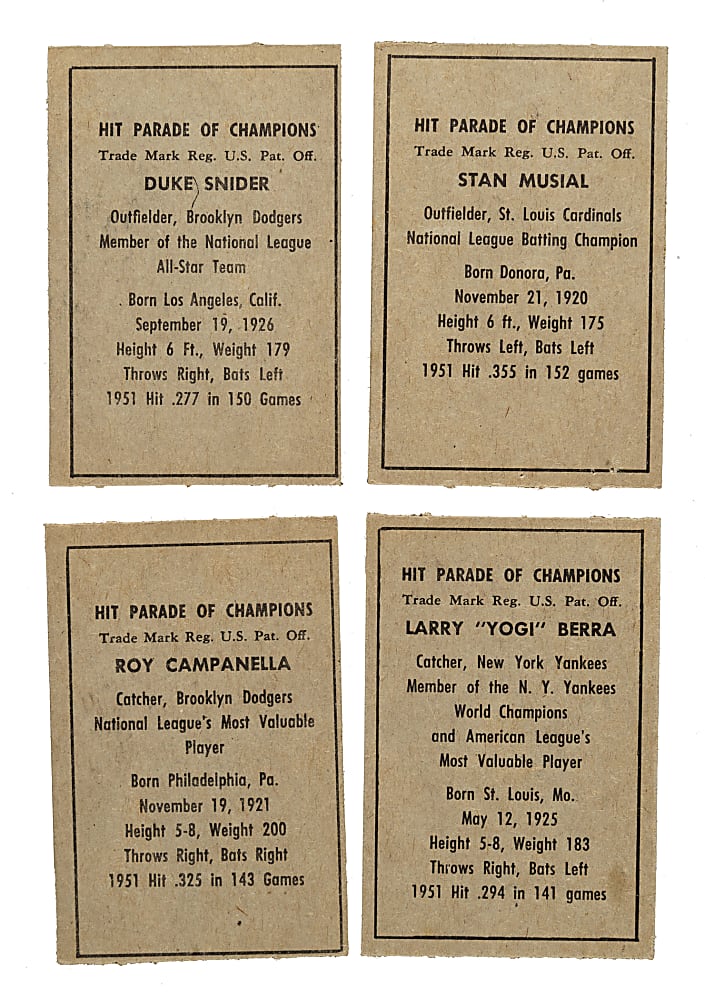 HIT PARADE OF CHAMPIONS
Trade Mark Reg. U.S. Pat. Off.
DUKE SNIDER
Outfielder, Brooklyn Dodgers
Member of the National League
All-Star Team
Born Los Angeles, Calif.
September 19, 1926
Height 6 Ft., Weight 179
Throws Right, Bats Left
1951 Hit .277 in 150 Games
HIT PARADE OF CHAMPIONS
Trade Mark Reg. U.S. Pat. Off.
STAN MUSIAL
Outfielder, St. Louis Cardinals
National League Batting Champion
Born Donora, Pa.
November 21, 1920
Height 6 ft., Weight 175
Throws Left, Bats Left
1951 Hit .355 in 152 games
HIT PARADE OF CHAMPIONS
Trade Mark Reg. U.S. Pat. Off.
ROY CAMPANELLA
Catcher, Brooklyn Dodgers
National League's Most Valuable
Player
Born Philadelphia, Pa.
November 19, 1921
Height 5-8, Weight 200
Throws Right, Bats Right
1951 Hit .325 in 143 Games
HIT PARADE OF CHAMPIONS
Trade Mark Reg. U.S. Pat. Off.
LARRY "YOGI" BERRA
Catcher, New York Yankees
Member of the N. Y. Yankees
World Champions
and American League's
Most Valuable Player
Born St. Louis, Mo.
May 12, 1925
Height 5-8, Weight 183
Throws Right, Bats Left
1951 Hit .294 in 141 games